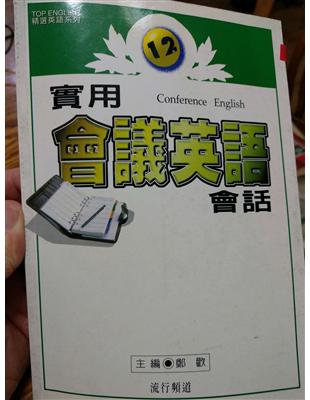 TOP ENGLISH
精選英語系列
12
實用
Conference English
會議英語
會話
主編●鄭歡
流行頻道